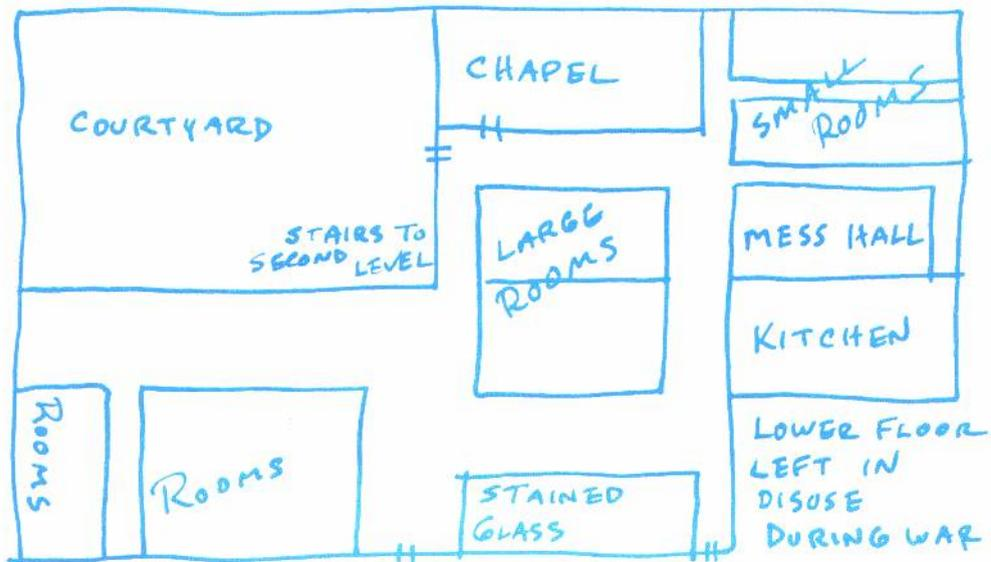 CHAPEL
COURTYARD
SMALL
ROOMS
STAIRS TO
SECOND LEVEL
LARGE
ROOMS
MESS HALL
KITCHEN
ROOMS
ROOMS
STAINED
GLASS
LOWER FLOOR
LEFT IN
DISUSE
DURING WAR